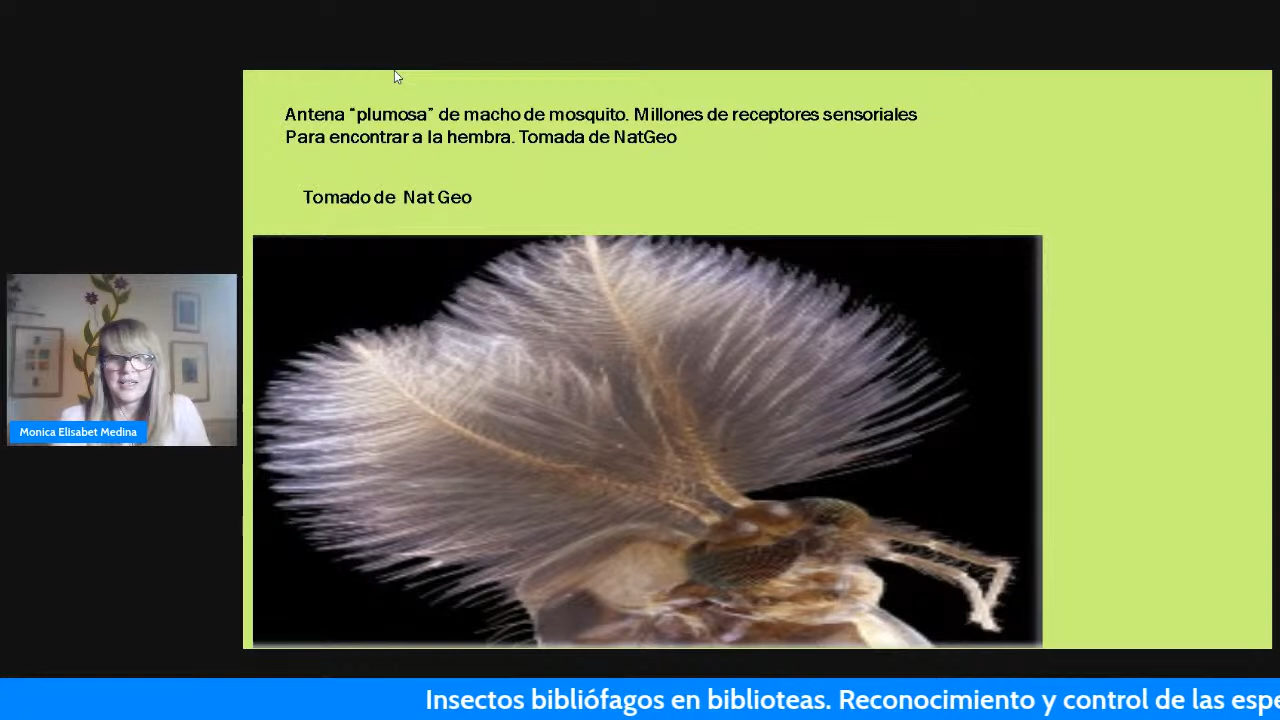 Antena “plumosa” de macho de mosquito. Millones de receptores sensoriales
Para encontrar a la hembra. Tomada de NatGeo
Tomado de Nat Geo
Monica Elisabet Medina
Insectos bibliófagos en biblioteas. Reconocimiento y control de las espe